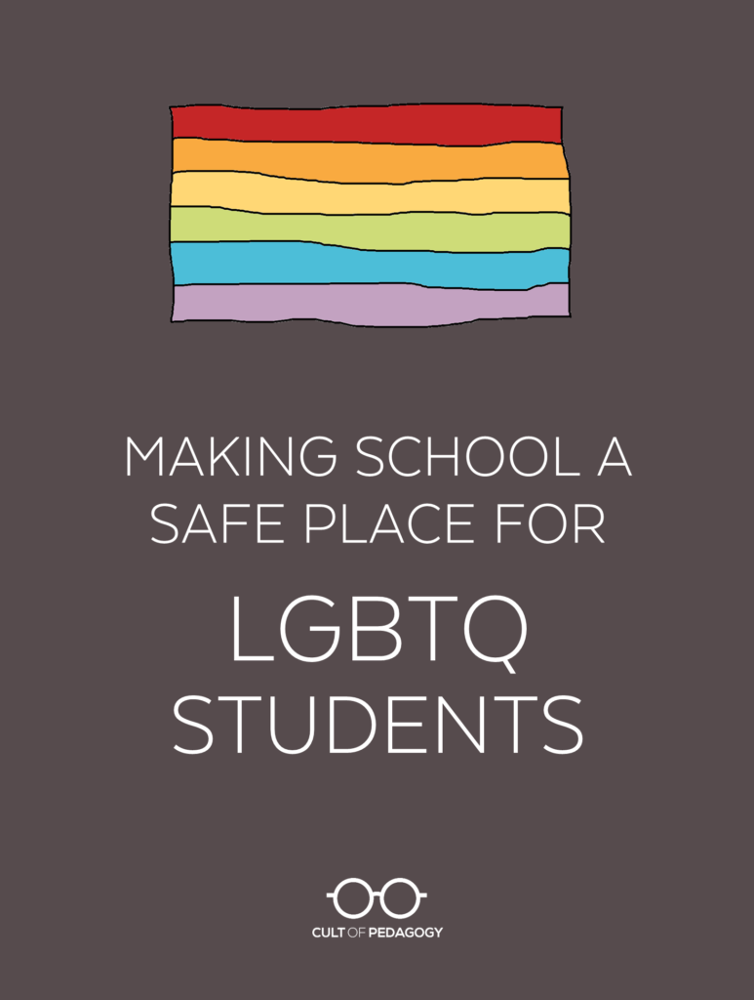 MAKING SCHOOL A
SAFE PLACE FOR
LGBTQ
STUDENTS
CULT OF PEDAGOGY